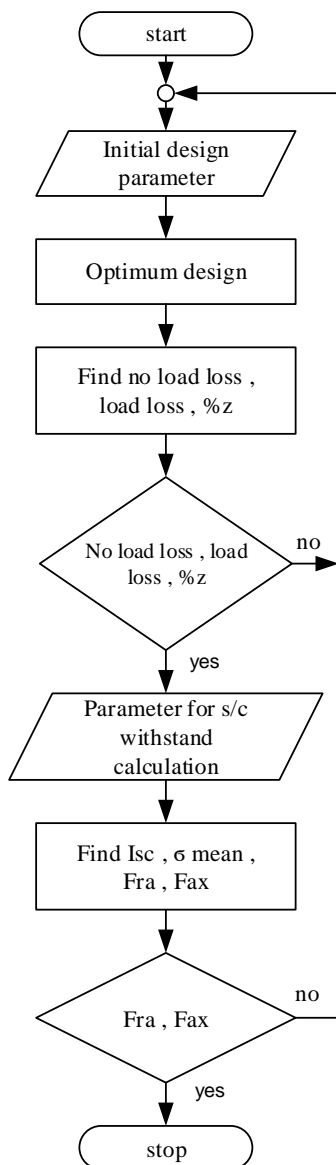 start
Initial design
parameter
Optimum design
Find no load loss ,
load loss , %z
No load loss , load
loss , %z
no
yes
Parameter for s/c
withstand
calculation
Find Isc , σ mean ,
Fra , Fax
Fra , Fax
no
yes
stop